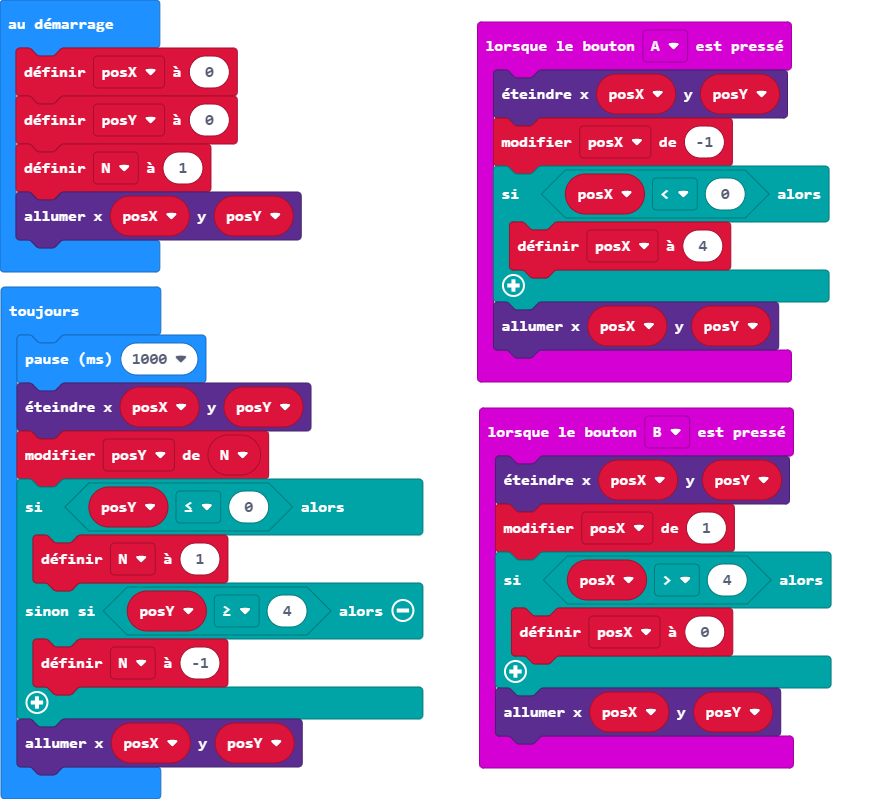 au démarrage
définir posX à 0
définir posY à 0
définir N à 1
allumer x posX y posY
toujours
pause (ms) 1000
éteindre x posX y posY
modifier posY de N
si posY ≤ 0 alors
définir N à 1
sinon si posY ≥ 4 alors
définir N à -1
allumer x posX y posY
lorsque le bouton A est pressé
éteindre x posX y posY
modifier posX de -1
si posX < 0 alors
définir posX à 4
allumer x posX y posY
lorsque le bouton B est pressé
éteindre x posX y posY
modifier posX de 1
si posX > 4 alors
définir posX à 0
allumer x posX y posY